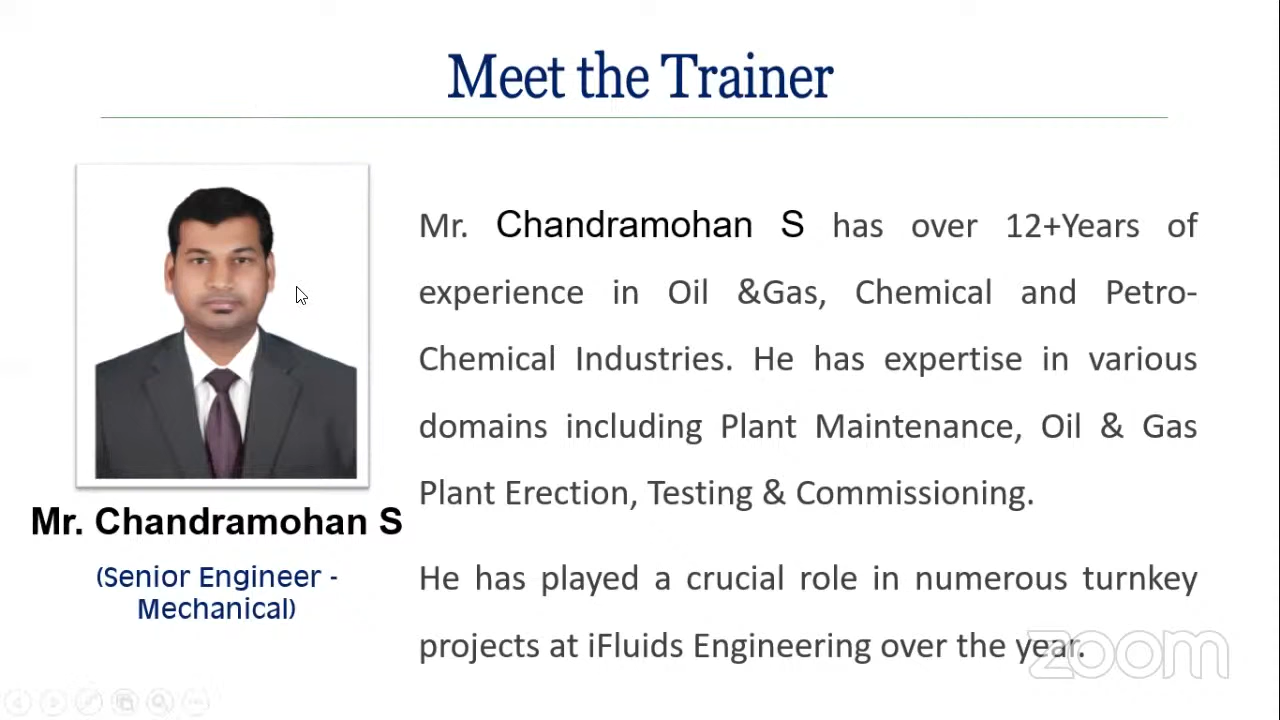 Meet the Trainer
Mr. Chandramohan S has over 12+Years of
experience in Oil &Gas, Chemical and Petro-
Chemical Industries. He has expertise in various
domains including Plant Maintenance, Oil & Gas
Plant Erection, Testing & Commissioning.
He has played a crucial role in numerous turnkey
projects at iFluids Engineering over the year.
Mr. Chandramohan S
(Senior Engineer -
Mechanical)
zoom